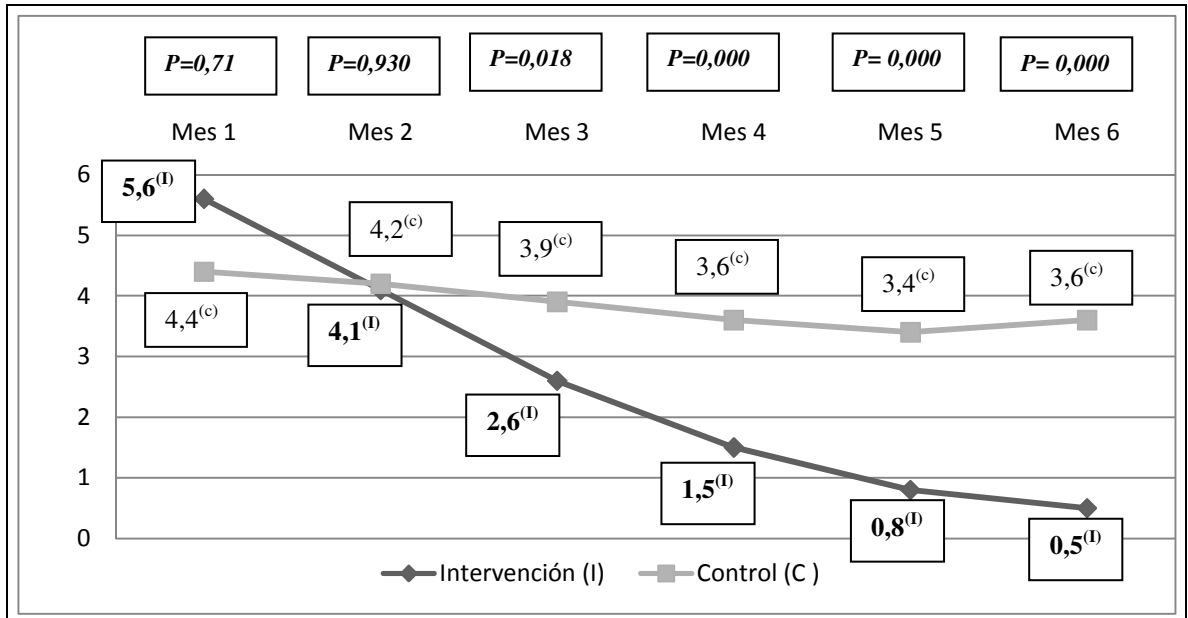 P=0,71 P=0,930 P=0,018 P=0,000 P= 0,000 P= 0,000
Mes 1 Mes 2 Mes 3 Mes 4 Mes 5 Mes 6
6
5,6(I)
5
4,2(c) 3,9(c) 3,6(c) 3,4(c) 3,6(c)
4
4,4(c) 4,1(I)
3
2
2,6(I)
1
1,5(I) 0,8(I) 0,5(I)
0
Intervención (I) Control (C )